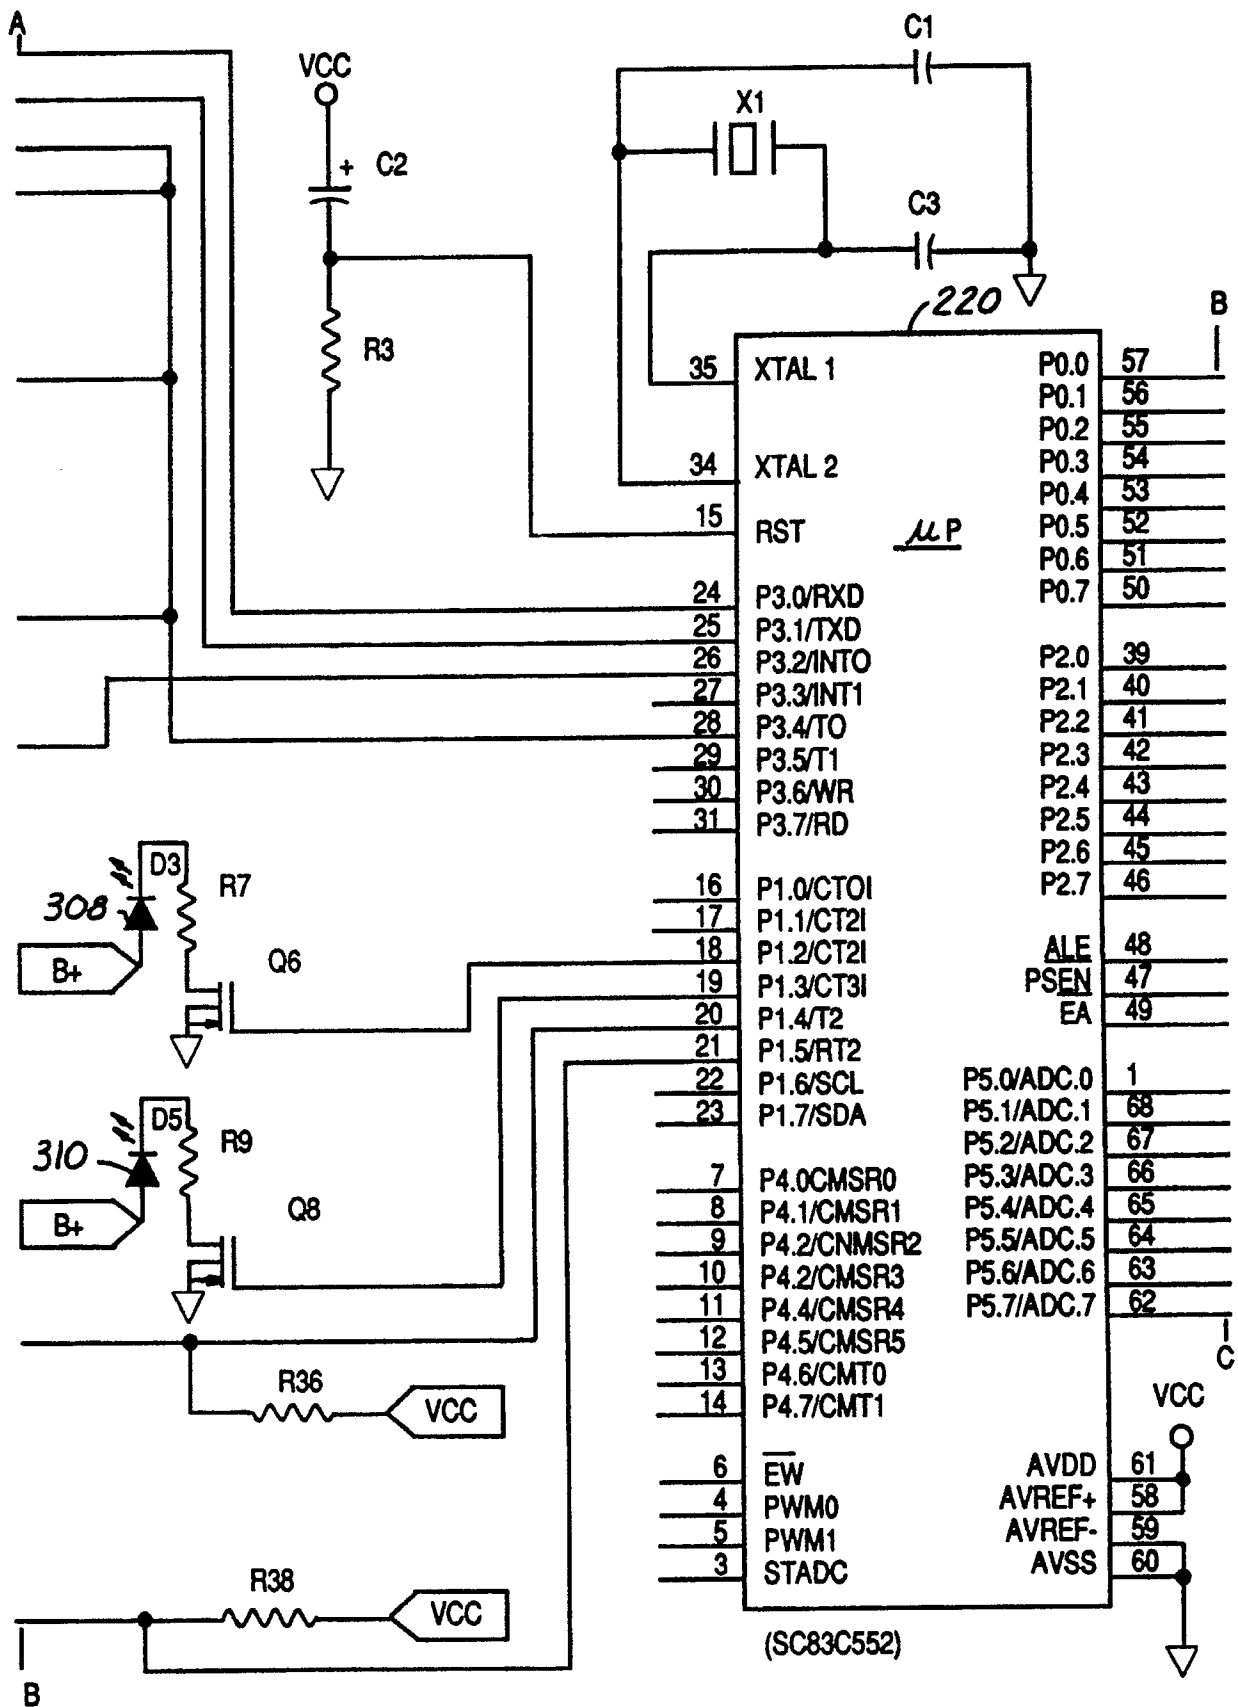 A
VCC
+ C2
R3
C1
X1
C3
220
B
35 XTAL 1
34 XTAL 2
15 RST
μP
24 P3.0/RXD
25 P3.1/TXD
26 P3.2/INTO
27 P3.3/INT1
28 P3.4/TO
29 P3.5/T1
30 P3.6/WR
31 P3.7/RD
16 P1.0/CTOI
17 P1.1/CT2I
18 P1.2/CT2I
19 P1.3/CT3I
20 P1.4/T2
21 P1.5/RT2
22 P1.6/SCL
23 P1.7/SDA
7 P4.0CMSR0
8 P4.1/CMSR1
9 P4.2/CNMSR2
10 P4.2/CMSR3
11 P4.4/CMSR4
12 P4.5/CMSR5
13 P4.6/CMT0
14 P4.7/CMT1
6 EW
4 PWM0
5 PWM1
3 STADC
P0.0 57
P0.1 56
P0.2 55
P0.3 54
P0.4 53
P0.5 52
P0.6 51
P0.7 50
P2.0 39
P2.1 40
P2.2 41
P2.3 42
P2.4 43
P2.5 44
P2.6 45
P2.7 46
ALE 48
PSEN 47
EA 49
P5.0/ADC.0 1
P5.1/ADC.1 68
P5.2/ADC.2 67
P5.3/ADC.3 66
P5.4/ADC.4 65
P5.5/ADC.5 64
P5.6/ADC.6 63
P5.7/ADC.7 62
C
VCC
AVDD 61
AVREF+ 58
AVREF- 59
AVSS 60
(SC83C552)
D3
R7
308
B+
Q6
D5
R9
310
B+
Q8
R36
VCC
R38
VCC
B